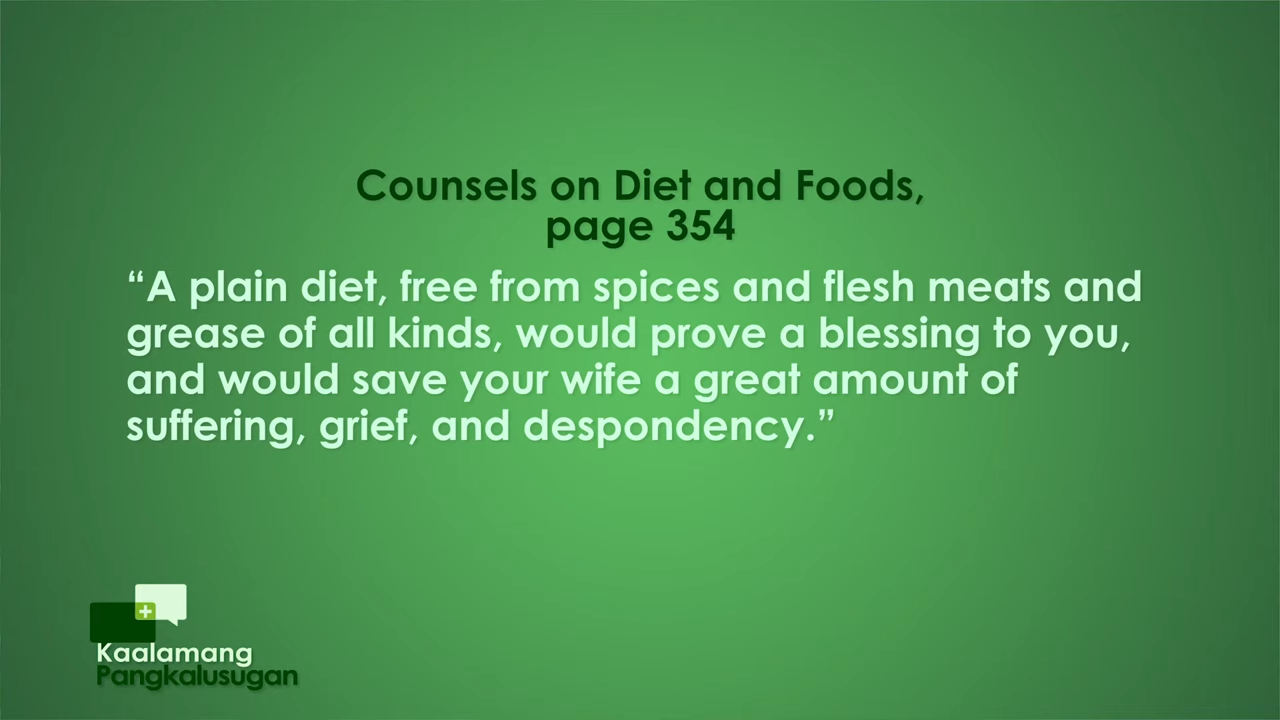 Counsels on Diet and Foods,
page 354
“A plain diet, free from spices and flesh meats and
grease of all kinds, would prove a blessing to you,
and would save your wife a great amount of
suffering, grief, and despondency.”
Kaalamang
Pangkalusugan